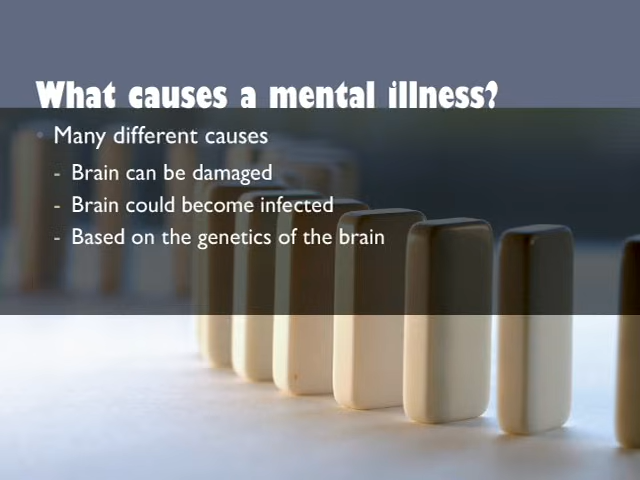 What causes a mental illness?
• Many different causes
- Brain can be damaged
- Brain could become infected
- Based on the genetics of the brain